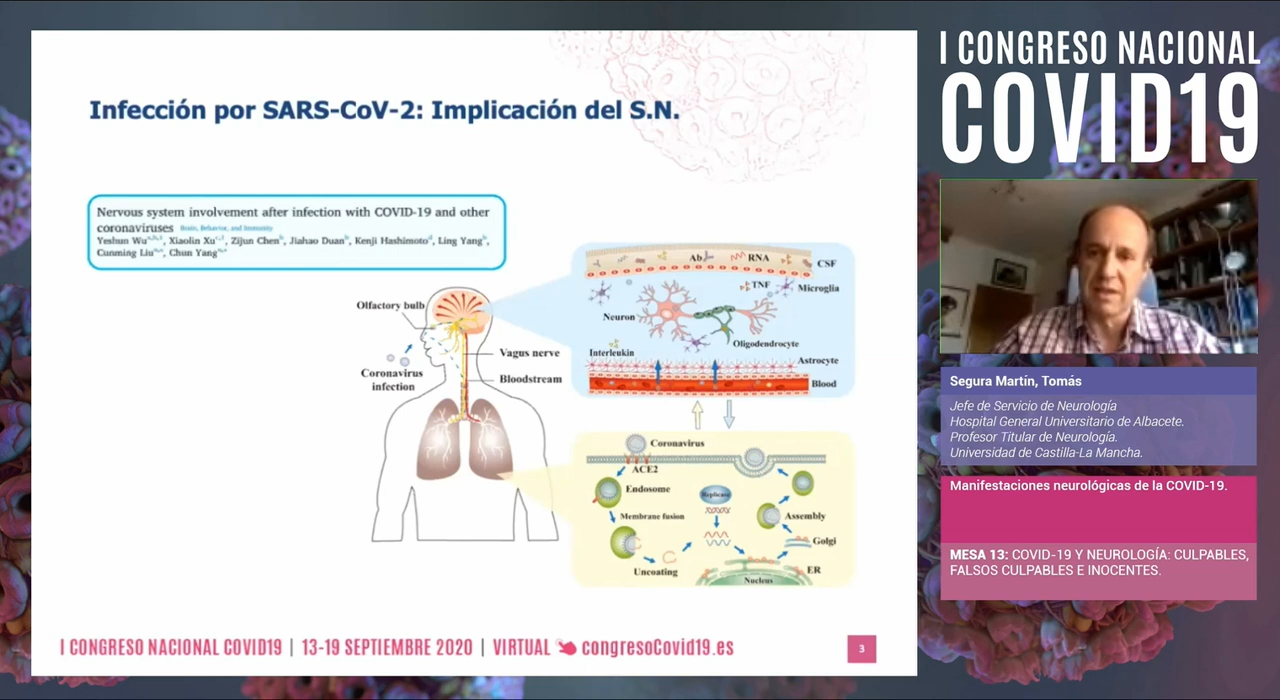 Infección por SARS-CoV-2: Implicación del S.N.
Nervous system involvement after infection with COVID-19 and other
coronaviruses Brain, Behavior, and Immunity
Yeshun Wu, Xiaolin Xu, Zijun Chen, Jiahao Duan, Kenji Hashimoto, Ling Yang,
Cunming Liu, Chun Yang
Olfactory bulb
Coronavirus
infection
Vagus nerve
Bloodstream
Ab
RNA
CSF
TNF
Microglia
Neuron
Oligodendrocyte
Interleukin
Astrocyte
Blood
Coronavirus
ACE2
Endosome
Replicase
Membrane fusion
Assembly
Golgi
Uncoating
ER
Nucleus
I CONGRESO NACIONAL COVID19 | 13-19 SEPTIEMBRE 2020 | VIRTUAL congresoCovid19.es
3
I CONGRESO NACIONAL
COVID19
Segura Martín, Tomás
Jefe de Servicio de Neurología
Hospital General Universitario de Albacete.
Profesor Titular de Neurología.
Universidad de Castilla-La Mancha.
Manifestaciones neurológicas de la COVID-19.
MESA 13: COVID-19 Y NEUROLOGÍA: CULPABLES,
FALSOS CULPABLES E INOCENTES.